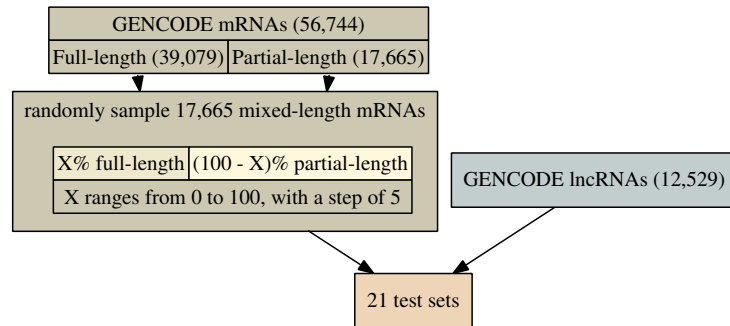 GENCODE mRNAs (56,744)
Full-length (39,079) Partial-length (17,665)
randomly sample 17,665 mixed-length mRNAs
X% full-length (100 - X)% partial-length
X ranges from 0 to 100, with a step of 5
GENCODE lncRNAs (12,529)
21 test sets